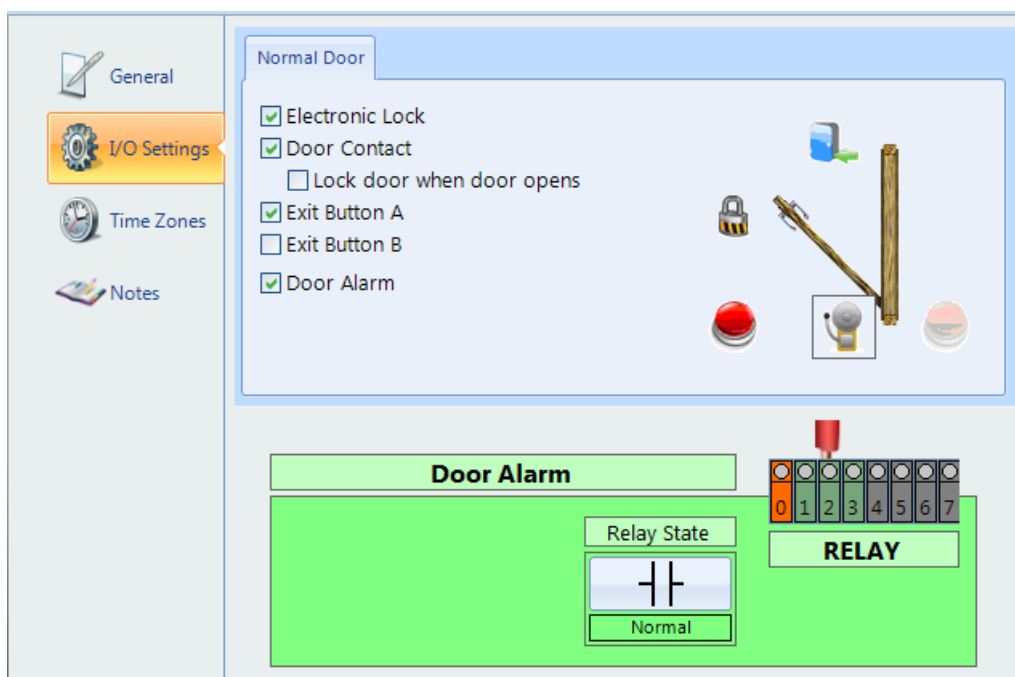 General
I/O Settings
Time Zones
Notes
Normal Door
Electronic Lock
Door Contact
Lock door when door opens
Exit Button A
Exit Button B
Door Alarm
Door Alarm
0 1 2 3 4 5 6 7
RELAY
Relay State
Normal